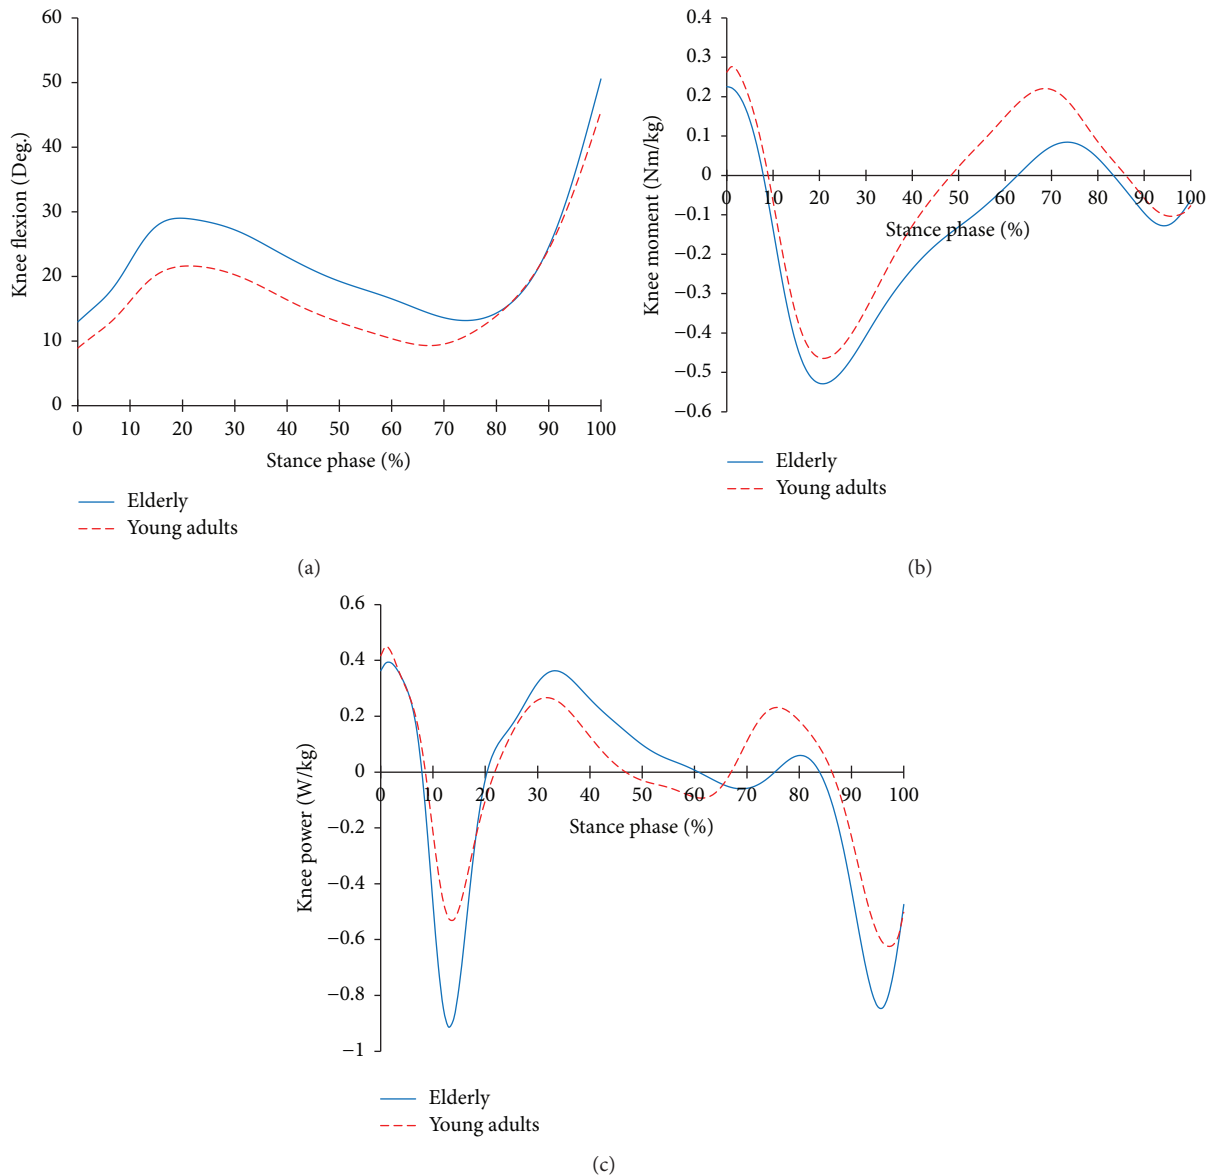 60
50
40
30
20
10
0
Knee flexion (Deg.)
0 10 20 30 40 50 60 70 80 90 100
Stance phase (%)
Elderly
Young adults
(a)
0.4
0.3
0.2
0.1
0
−0.1
−0.2
−0.3
−0.4
−0.5
−0.6
Knee moment (Nm/kg)
0 10 20 30 40 50 60 70 80 90 100
Stance phase (%)
Elderly
Young adults
(b)
0.6
0.4
0.2
0
−0.2
−0.4
−0.6
−0.8
−1
Knee power (W/kg)
0 10 20 30 40 50 60 70 80 90 100
Stance phase (%)
Elderly
Young adults
(c)